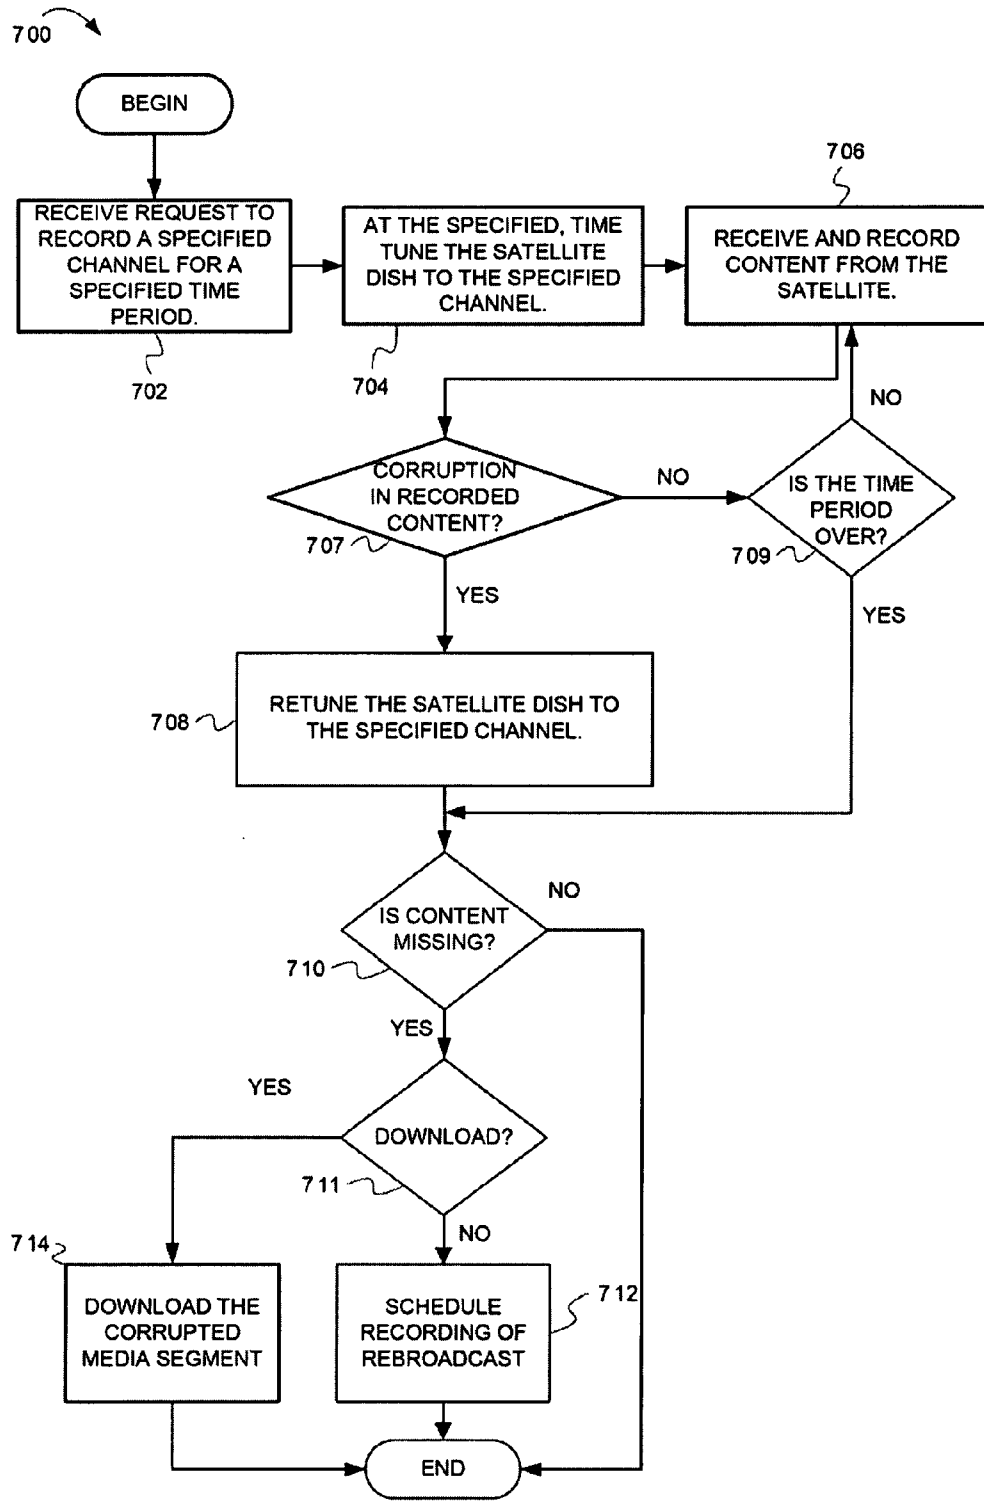 700
BEGIN
706
RECEIVE REQUEST TO
RECORD A SPECIFIED
CHANNEL FOR A
SPECIFIED TIME
PERIOD.
AT THE SPECIFIED, TIME
TUNE THE SATELLITE
DISH TO THE SPECIFIED
CHANNEL.
RECEIVE AND RECORD
CONTENT FROM THE
SATELLITE.
702
704
NO
CORRUPTION
IN RECORDED
CONTENT?
707
NO
IS THE TIME
PERIOD
OVER?
709
YES
YES
RETUNE THE SATELLITE DISH TO
THE SPECIFIED CHANNEL.
708
IS CONTENT
MISSING?
NO
710
YES
YES
DOWNLOAD?
711
NO
714
DOWNLOAD THE
CORRUPTED
MEDIA SEGMENT
SCHEDULE
RECORDING OF
REBROADCAST
712
END